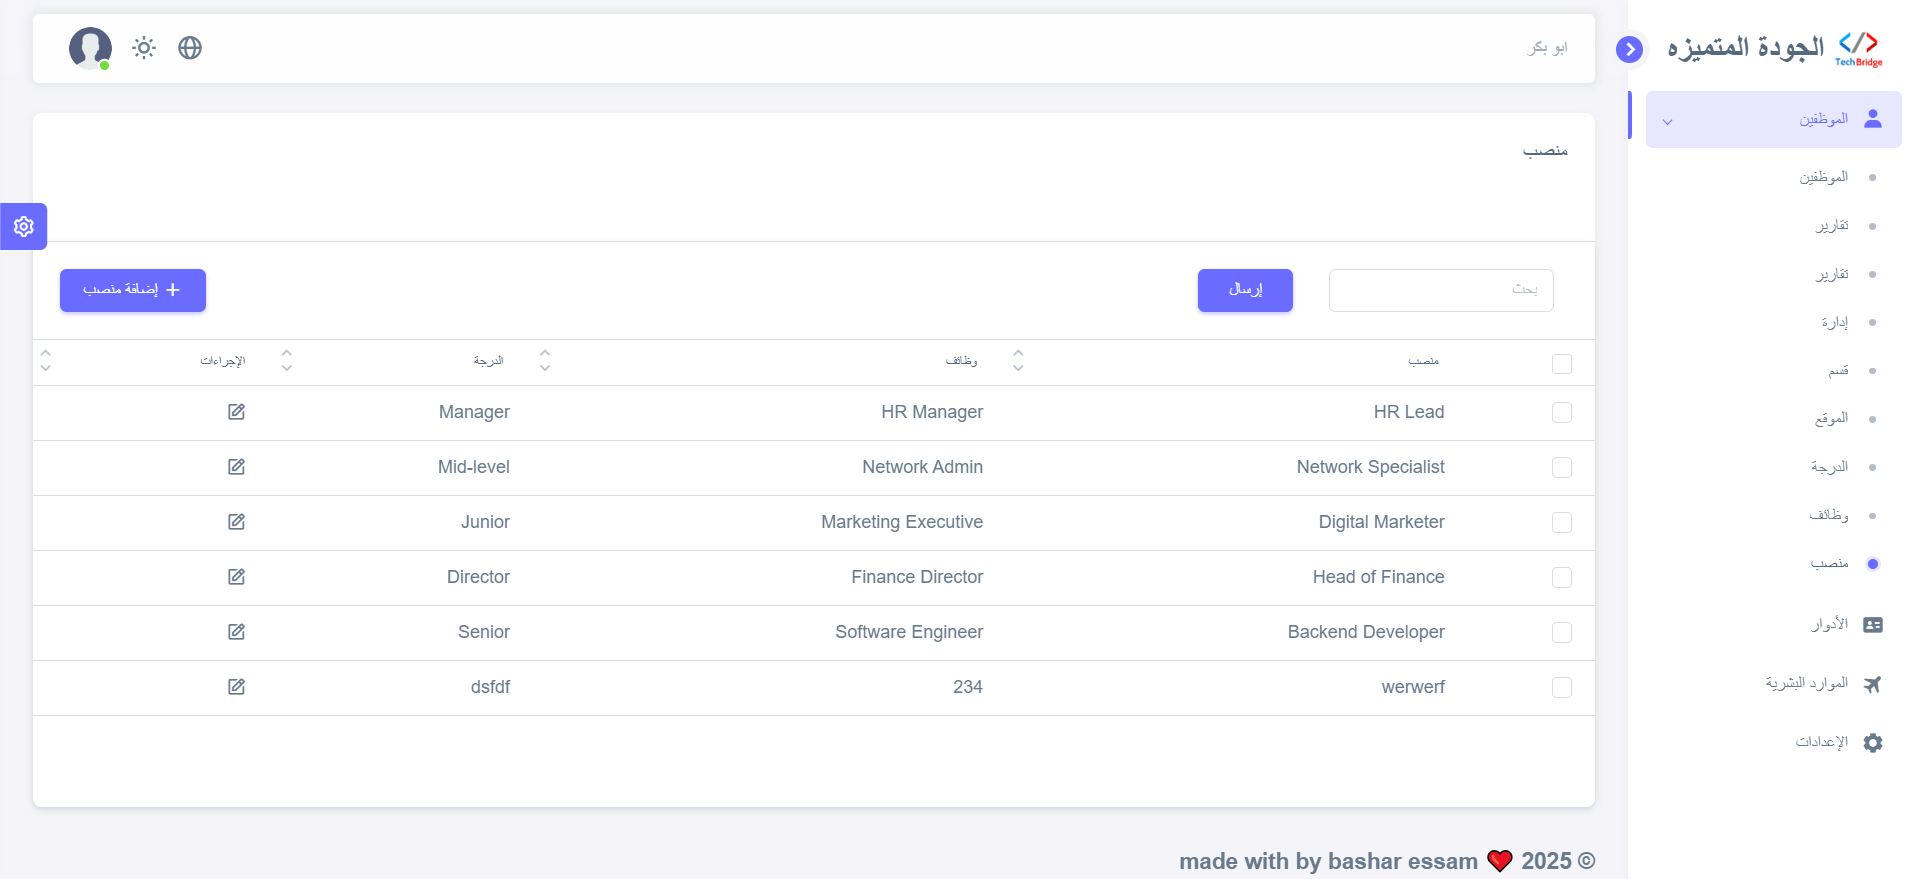 الجودة المتميزه
TechBridge
ابو بكر
الموظفين
الموظفين
تقارير
تقارير
إدارة
قسم
الموقع
الدرجة
وظائف
منصب
الأدوار
الموارد البشرية
الإعدادات
منصب
بحث
إرسال
إضافة منصب
منصب وظائف الدرجة الإجراءات
HR Lead HR Manager Manager
Network Specialist Network Admin Mid-level
Digital Marketer Marketing Executive Junior
Head of Finance Finance Director Director
Backend Developer Software Engineer Senior
werwerf 234 dsfdf
made with by bashar essam ❤️ 2025 ©